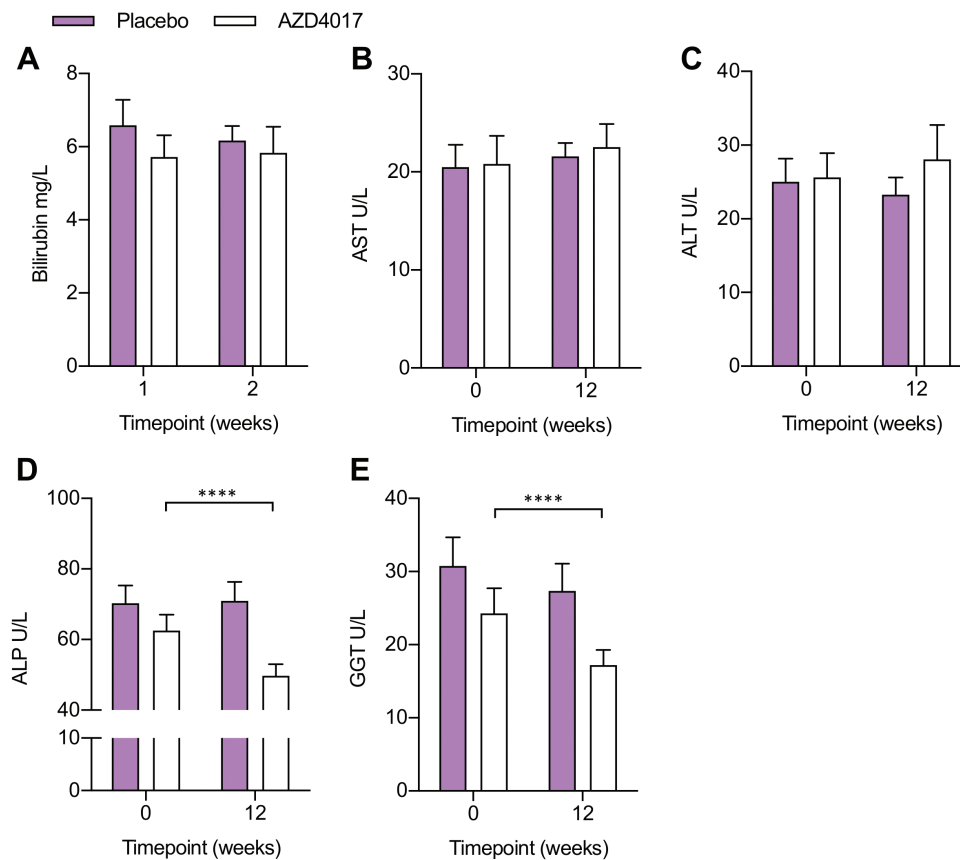 Placebo AZD4017
A
Bilirubin mg/L
8
6
4
2
0
1 2
Timepoint (weeks)
B
AST U/L
30
20
10
0
0 12
Timepoint (weeks)
C
ALT U/L
40
30
20
10
0
0 12
Timepoint (weeks)
D
ALP U/L
100
80
60
40
10
0
****
0 12
Timepoint (weeks)
E
GGT U/L
40
30
20
10
0
****
0 12
Timepoint (weeks)